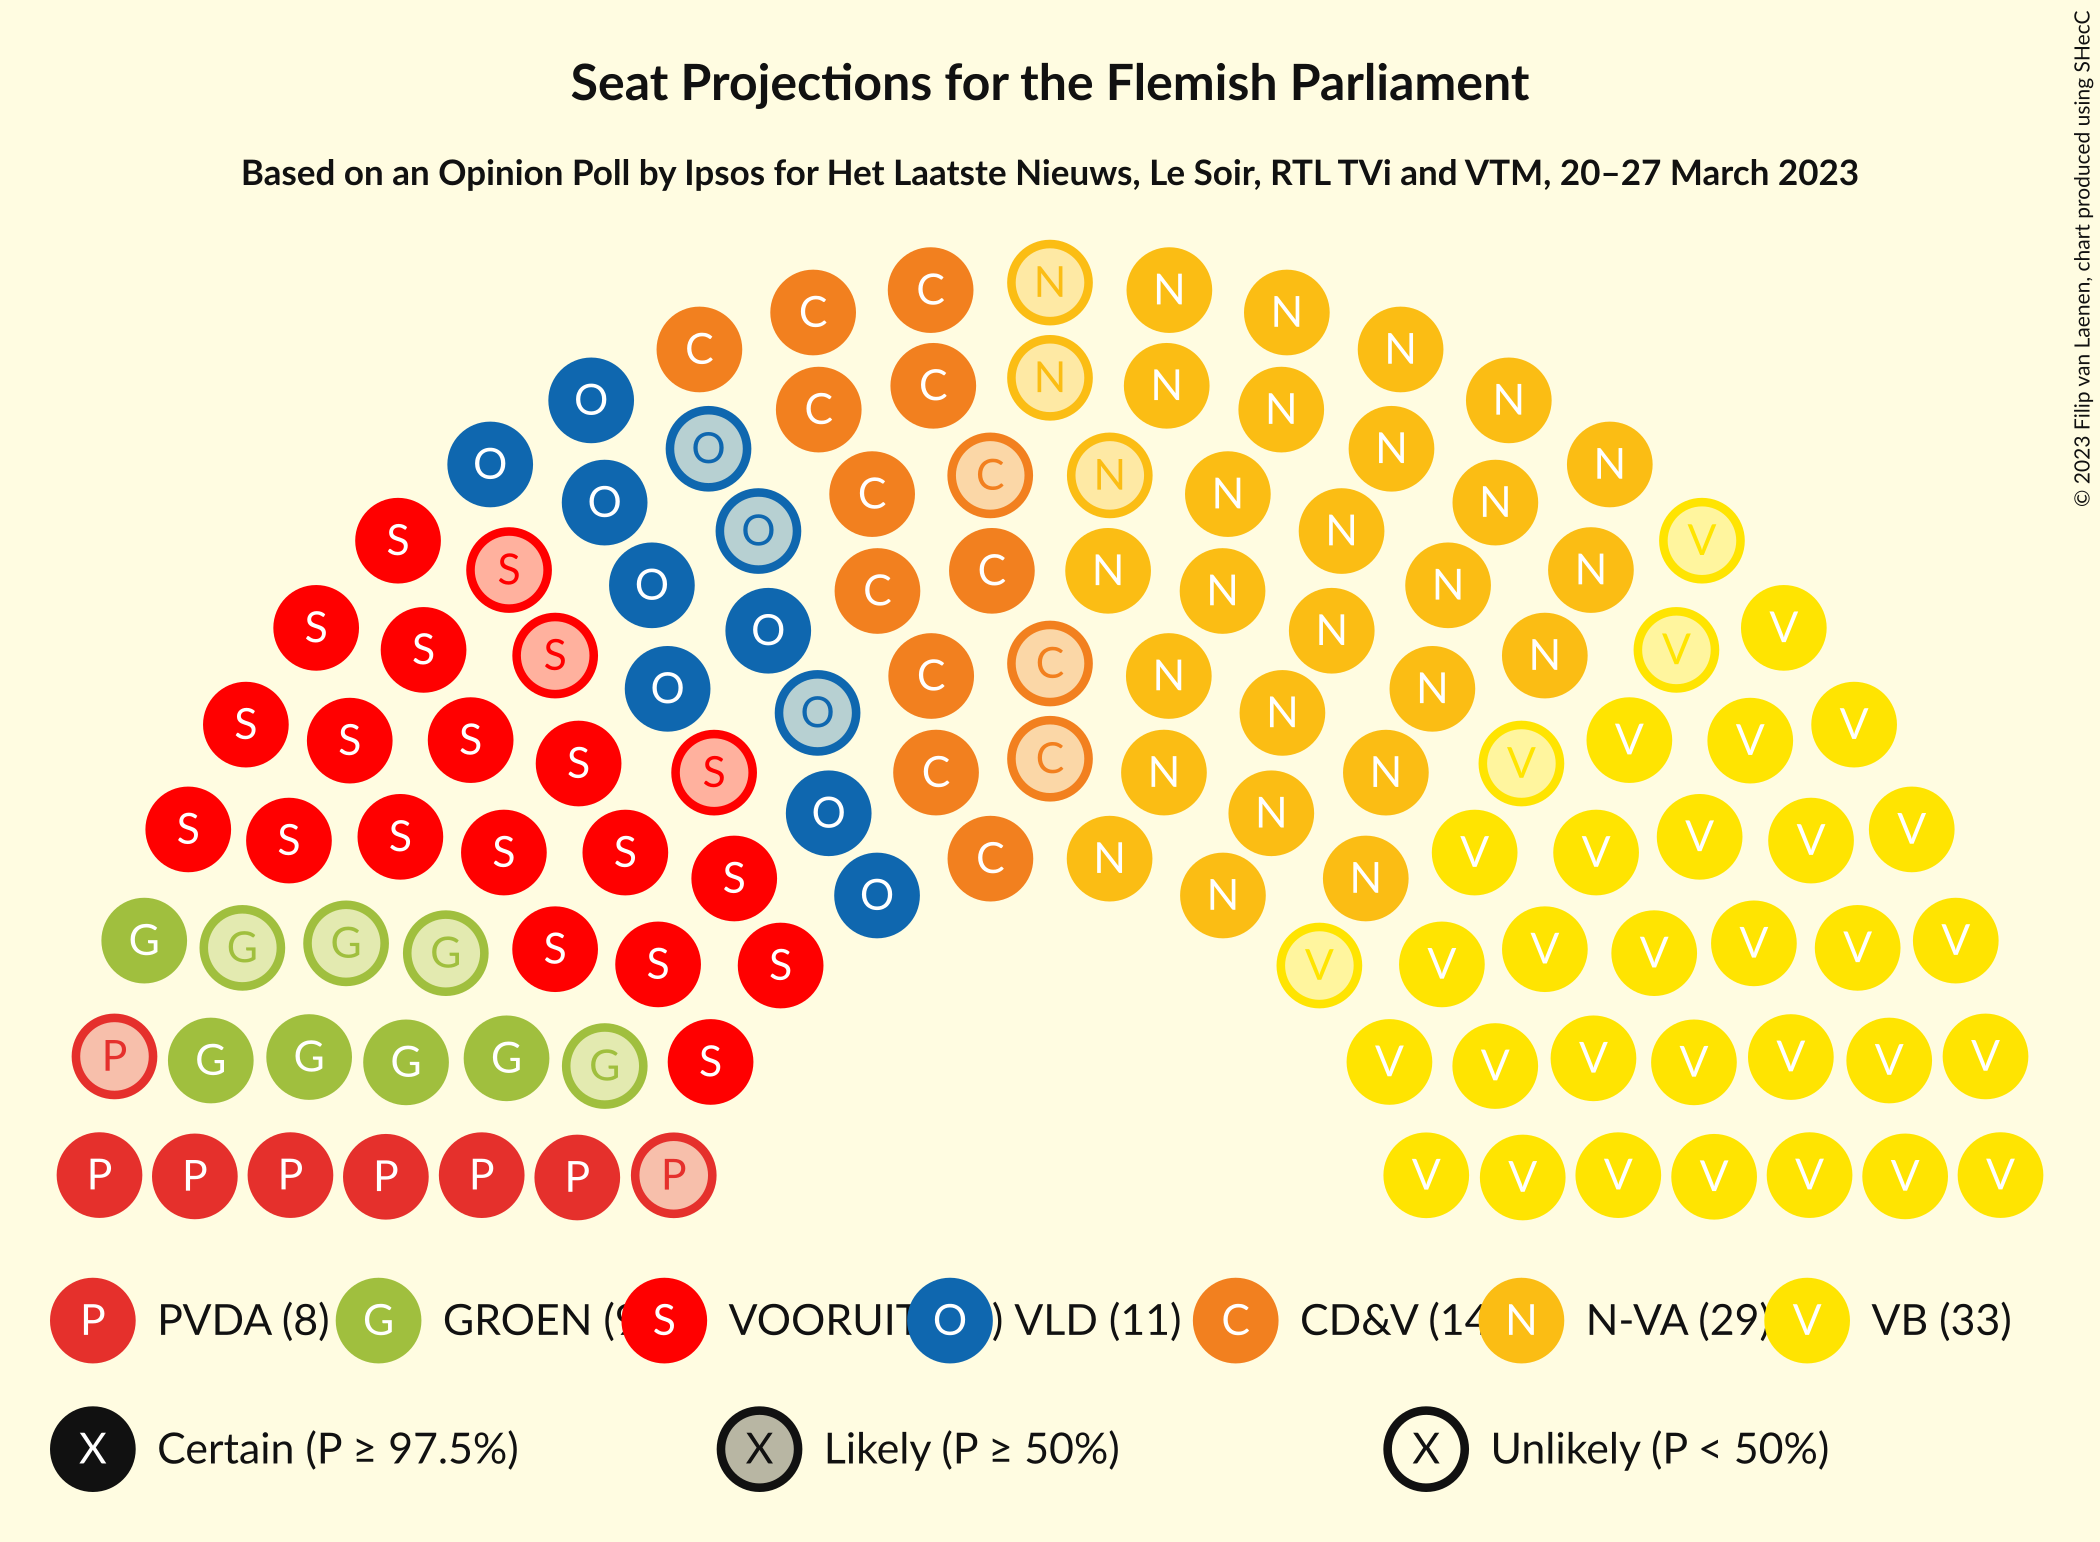 Seat Projections for the Flemish Parliament
Based on an Opinion Poll by Ipsos for Het Laatste Nieuws, Le Soir, RTL TVi and VTM, 20–27 March 2023
© 2023 Filip van Laenen, chart produced using SHecC
N
C N
C N
C N
O N
C N N
C C N
O N
O N
C N
O C N
O N
S V
S C C N N
O N
S V
O N
S V
S C C N
S N
O N
O N
S V
S S V V
S C C N
S S N V
O N
S S V V
S S V V
S S V V
C N
S N
O N
G V
G G V V
G S V V
S S V V
P G V V
G G V V
G S V V
G V
P P P P P P P V V V V V V V
P PVDA (8) G GROEN ( S VOORUIT O ) VLD (11) C CD&V (14 N N-VA (29) V VB (33)
X Certain (P ≥ 97.5%) X Likely (P ≥ 50%) X Unlikely (P < 50%)